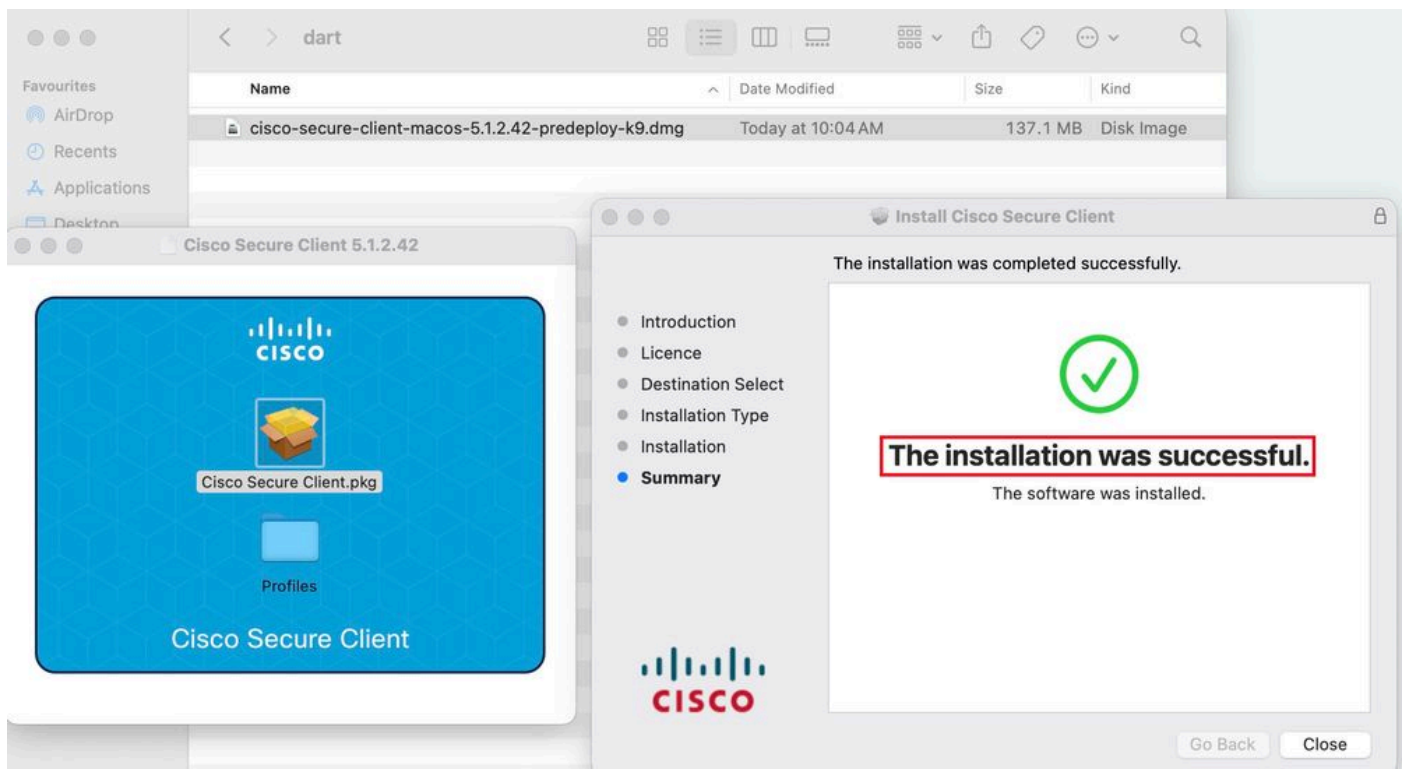 dart
Favourites
AirDrop
Recents
Applications
Desktop
Name
Date Modified
Size
Kind
cisco-secure-client-macos-5.1.2.42-predeploy-k9.dmg
Today at 10:04 AM
137.1 MB
Disk Image
Cisco Secure Client 5.1.2.42
CISCO
Cisco Secure Client.pkg
Profiles
Cisco Secure Client
Install Cisco Secure Client
The installation was completed successfully.
Introduction
Licence
Destination Select
Installation Type
Installation
Summary
The installation was successful.
The software was installed.
CISCO
Go Back
Close